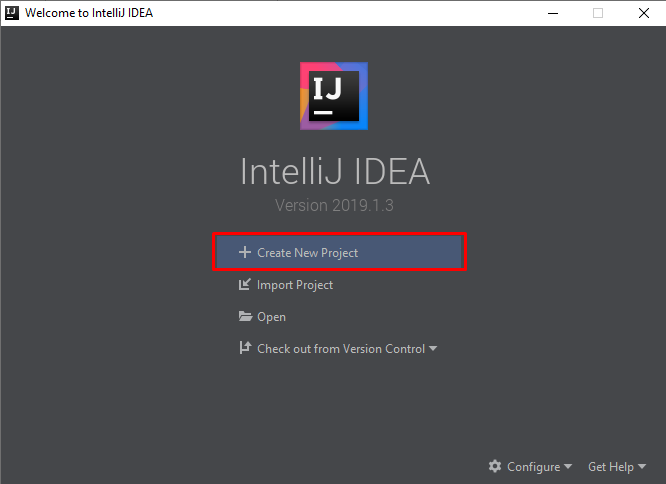 Welcome to IntelliJ IDEA
IJ
IntelliJ IDEA
Version 2019.1.3
Create New Project
Import Project
Open
Check out from Version Control
Configure
Get Help